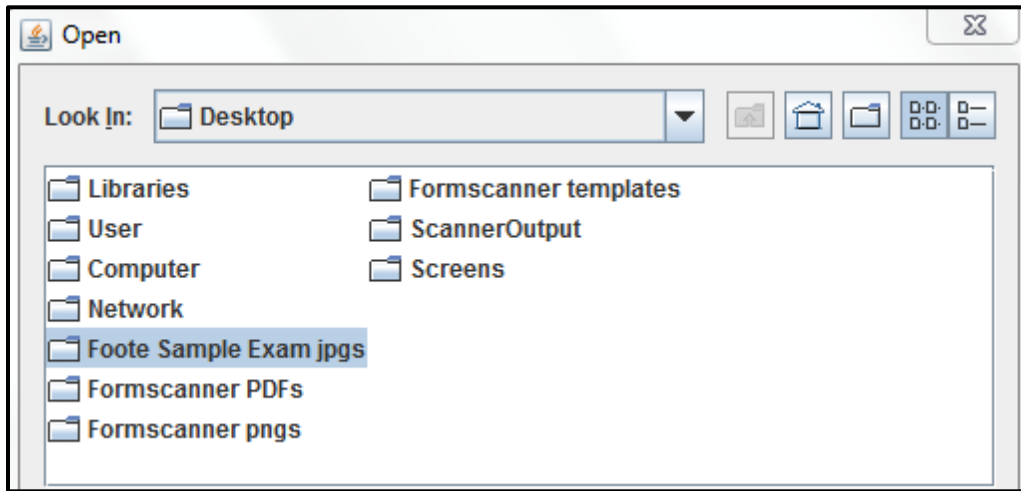 Open
Look In: Desktop
Libraries
User
Computer
Network
Foote Sample Exam jpgs
Formscanner PDFs
Formscanner pngs
Formscanner templates
ScannerOutput
Screens